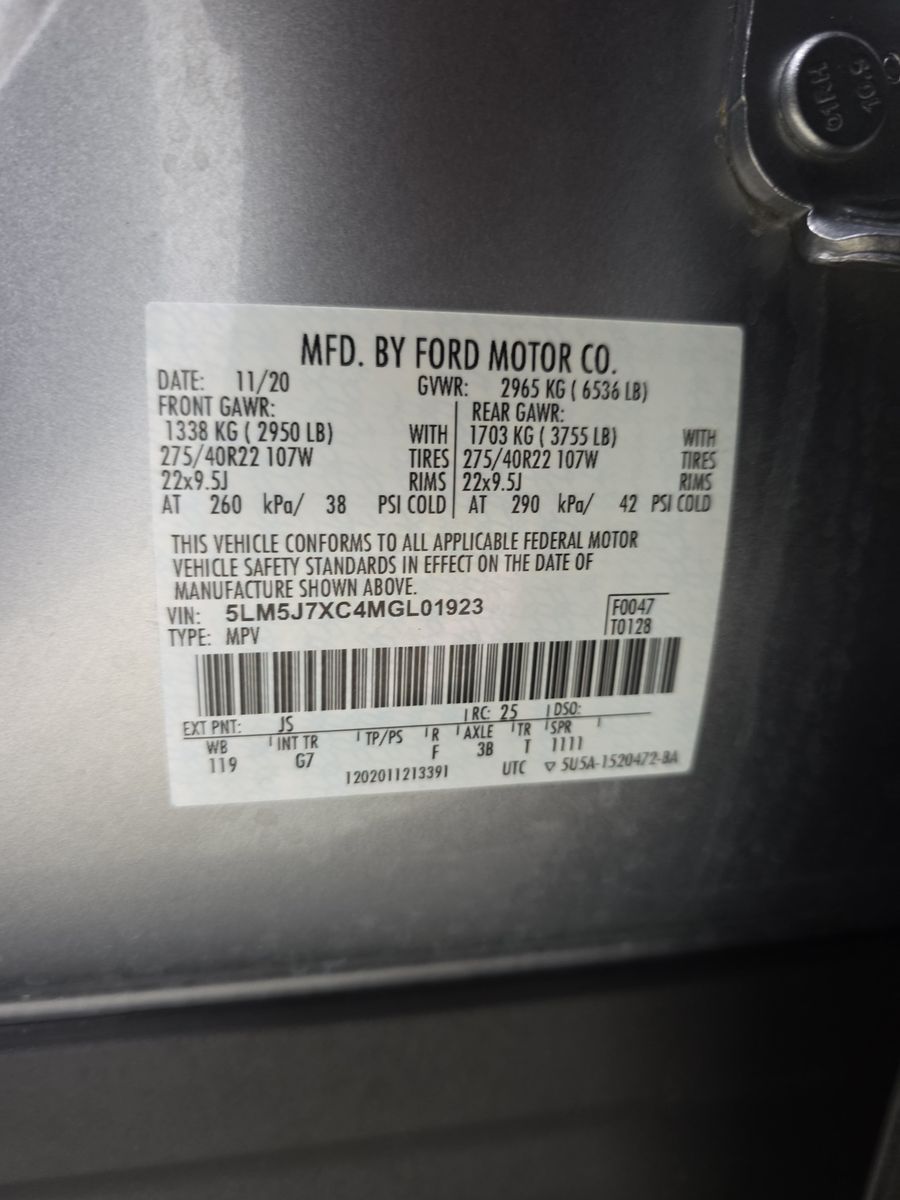 MFD. BY FORD MOTOR CO.
DATE: 11/20 GVWR: 2965 KG ( 6536 LB)
FRONT GAWR: REAR GAWR:
1338 KG ( 2950 LB) WITH 1703 KG ( 3755 LB) WITH
275/40R22 107W TIRES 275/40R22 107W TIRES
22x9.5J RIMS 22x9.5J RIMS
AT 260 kPa/ 38 PSI COLD AT 290 kPa/ 42 PSI COLD
THIS VEHICLE CONFORMS TO ALL APPLICABLE FEDERAL MOTOR
VEHICLE SAFETY STANDARDS IN EFFECT ON THE DATE OF
MANUFACTURE SHOWN ABOVE.
VIN: 5LM5J7XC4MGL01923 F0047
TYPE: MPV T0128
EXT PNT: JS RC: 25 DSO:
WB INT TR TP/PS R AXLE TR SPR
119 G7 F 3B T 1111
1202011213391 UTC ▽ 5U5A-1520472-BA
10.9